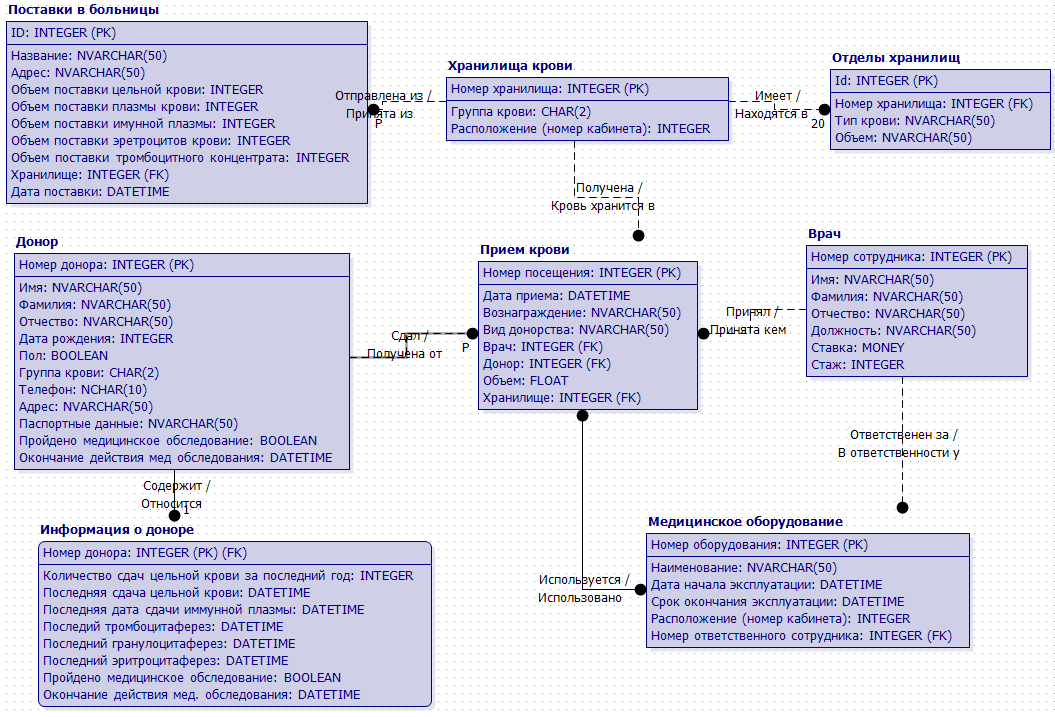 Поставки в больницы
ID: INTEGER (PK)
Название: NVARCHAR(50)
Адрес: NVARCHAR(50)
Объем поставки цельной крови: INTEGER
Объем поставки плазмы крови: INTEGER
Объем поставки имунной плазмы: INTEGER
Объем поставки эретроцитов крови: INTEGER
Объем поставки тромбоцитного концентрата: INTEGER
Хранилище: INTEGER (FK)
Дата поставки: DATETIME
Отправлена из /
Принята из
P
Хранилища крови
Номер хранилища: INTEGER (PK)
Группа крови: CHAR(2)
Расположение (номер кабинета): INTEGER
Имеет /
Находятся в
20
Отделы хранилищ
Id: INTEGER (PK)
Номер хранилища: INTEGER (FK)
Тип крови: NVARCHAR(50)
Объем: NVARCHAR(50)
Получена /
Кровь хранится в
Донор
Номер донора: INTEGER (PK)
Имя: NVARCHAR(50)
Фамилия: NVARCHAR(50)
Отчество: NVARCHAR(50)
Дата рождения: INTEGER
Пол: BOOLEAN
Группа крови: CHAR(2)
Телефон: NCHAR(10)
Адрес: NVARCHAR(50)
Паспортные данные: NVARCHAR(50)
Пройдено медицинское обследование: BOOLEAN
Окончание действия мед обследования: DATETIME
Сдал /
Получена от
P
Прием крови
Номер посещения: INTEGER (PK)
Дата приема: DATETIME
Вознаграждение: NVARCHAR(50)
Вид донорства: NVARCHAR(50)
Врач: INTEGER (FK)
Донор: INTEGER (FK)
Объем: FLOAT
Хранилище: INTEGER (FK)
Принял /
Принята кем
Врач
Номер сотрудника: INTEGER (PK)
Имя: NVARCHAR(50)
Фамилия: NVARCHAR(50)
Отчество: NVARCHAR(50)
Должность: NVARCHAR(50)
Ставка: MONEY
Стаж: INTEGER
Ответственен за /
В ответственности у
Содержит /
Относится
1
Информация о доноре
Номер донора: INTEGER (PK) (FK)
Количество сдач цельной крови за последний год: INTEGER
Последняя сдача цельной крови: DATETIME
Последняя дата сдачи иммунной плазмы: DATETIME
Последий тромбоцитаферез: DATETIME
Последний гранулоцитаферез: DATETIME
Последний эритроцитаферез: DATETIME
Пройдено медицинское обследование: BOOLEAN
Окончание действия мед. обследования: DATETIME
Используется /
Использовано
Медицинское оборудование
Номер оборудования: INTEGER (PK)
Наименование: NVARCHAR(50)
Дата начала эксплуатации: DATETIME
Срок окончания эксплуатации: DATETIME
Расположение (номер кабинета): INTEGER
Номер ответственного сотрудника: INTEGER (FK)